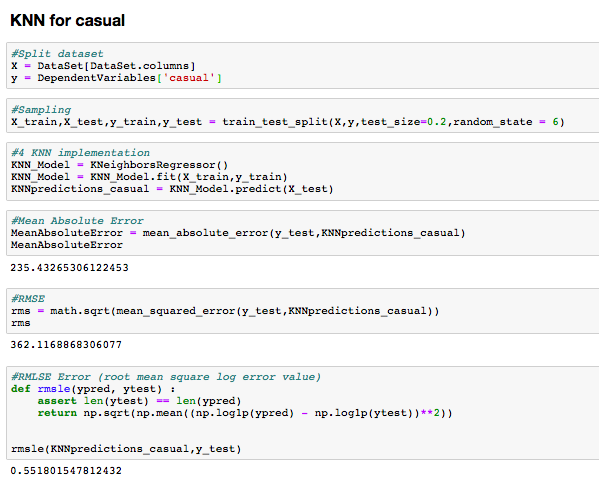 KNN for casual
#Split dataset
X = DataSet[DataSet.columns]
y = DependentVariables['casual']
#Sampling
X_train,X_test,y_train,y_test = train_test_split(X,y,test_size=0.2,random_state = 6)
#4 KNN implementation
KNN_Model = KNeighborsRegressor()
KNN_Model = KNN_Model.fit(X_train,y_train)
KNNpredictions_casual = KNN_Model.predict(X_test)
#Mean Absolute Error
MeanAbsoluteError = mean_absolute_error(y_test,KNNpredictions_casual)
MeanAbsoluteError
235.43265306122453
#RMSE
rms = math.sqrt(mean_squared_error(y_test,KNNpredictions_casual))
rms
362.1168868306077
#RMLSE Error (root mean square log error value)
def rmsle(ypred, ytest) :
    assert len(ytest) == len(ypred)
    return np.sqrt(np.mean((np.log1p(ypred) - np.log1p(ytest))**2))
rmsle(KNNpredictions_casual,y_test)
0.551801547812432